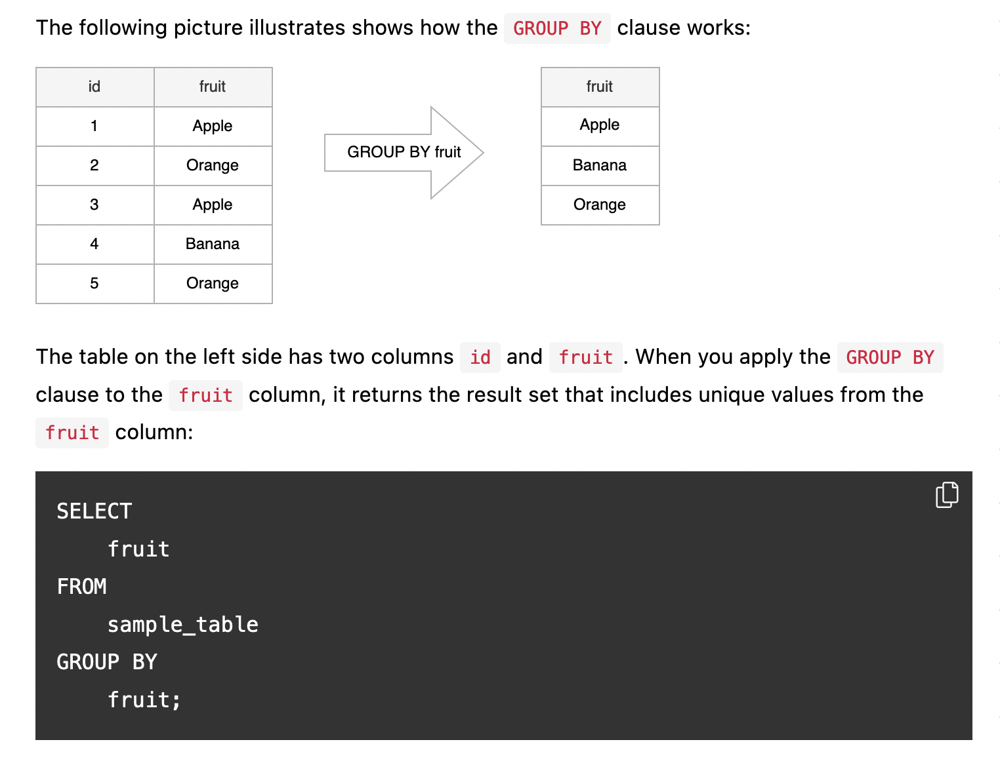 The following picture illustrates shows how the GROUP BY clause works:
id fruit
1 Apple
2 Orange
3 Apple
4 Banana
5 Orange
GROUP BY fruit
fruit
Apple
Banana
Orange
The table on the left side has two columns id and fruit. When you apply the GROUP BY
clause to the fruit column, it returns the result set that includes unique values from the
fruit column:
SELECT
    fruit
FROM
    sample_table
GROUP BY
    fruit;